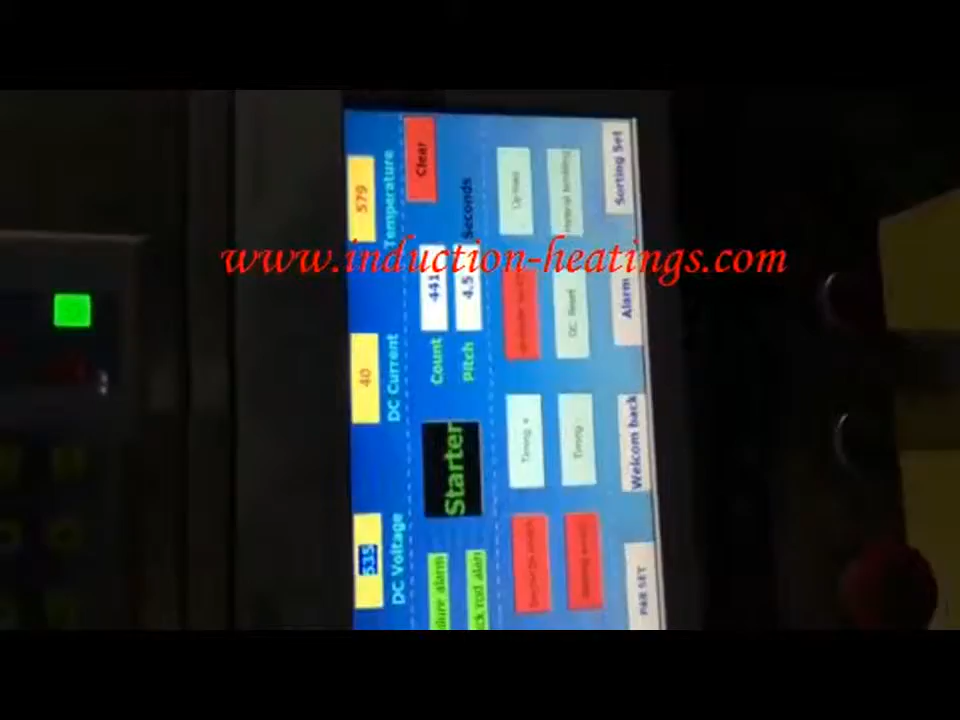 www.induction-heatings.com
535
40
579
DC Voltage
DC Current
Temperature
Starter
Count
441
Clear
Pitch
4.5
Seconds
Timing +
Timing
QC Reset
PAR SET
Welcom back
Alarm
Sorting Set